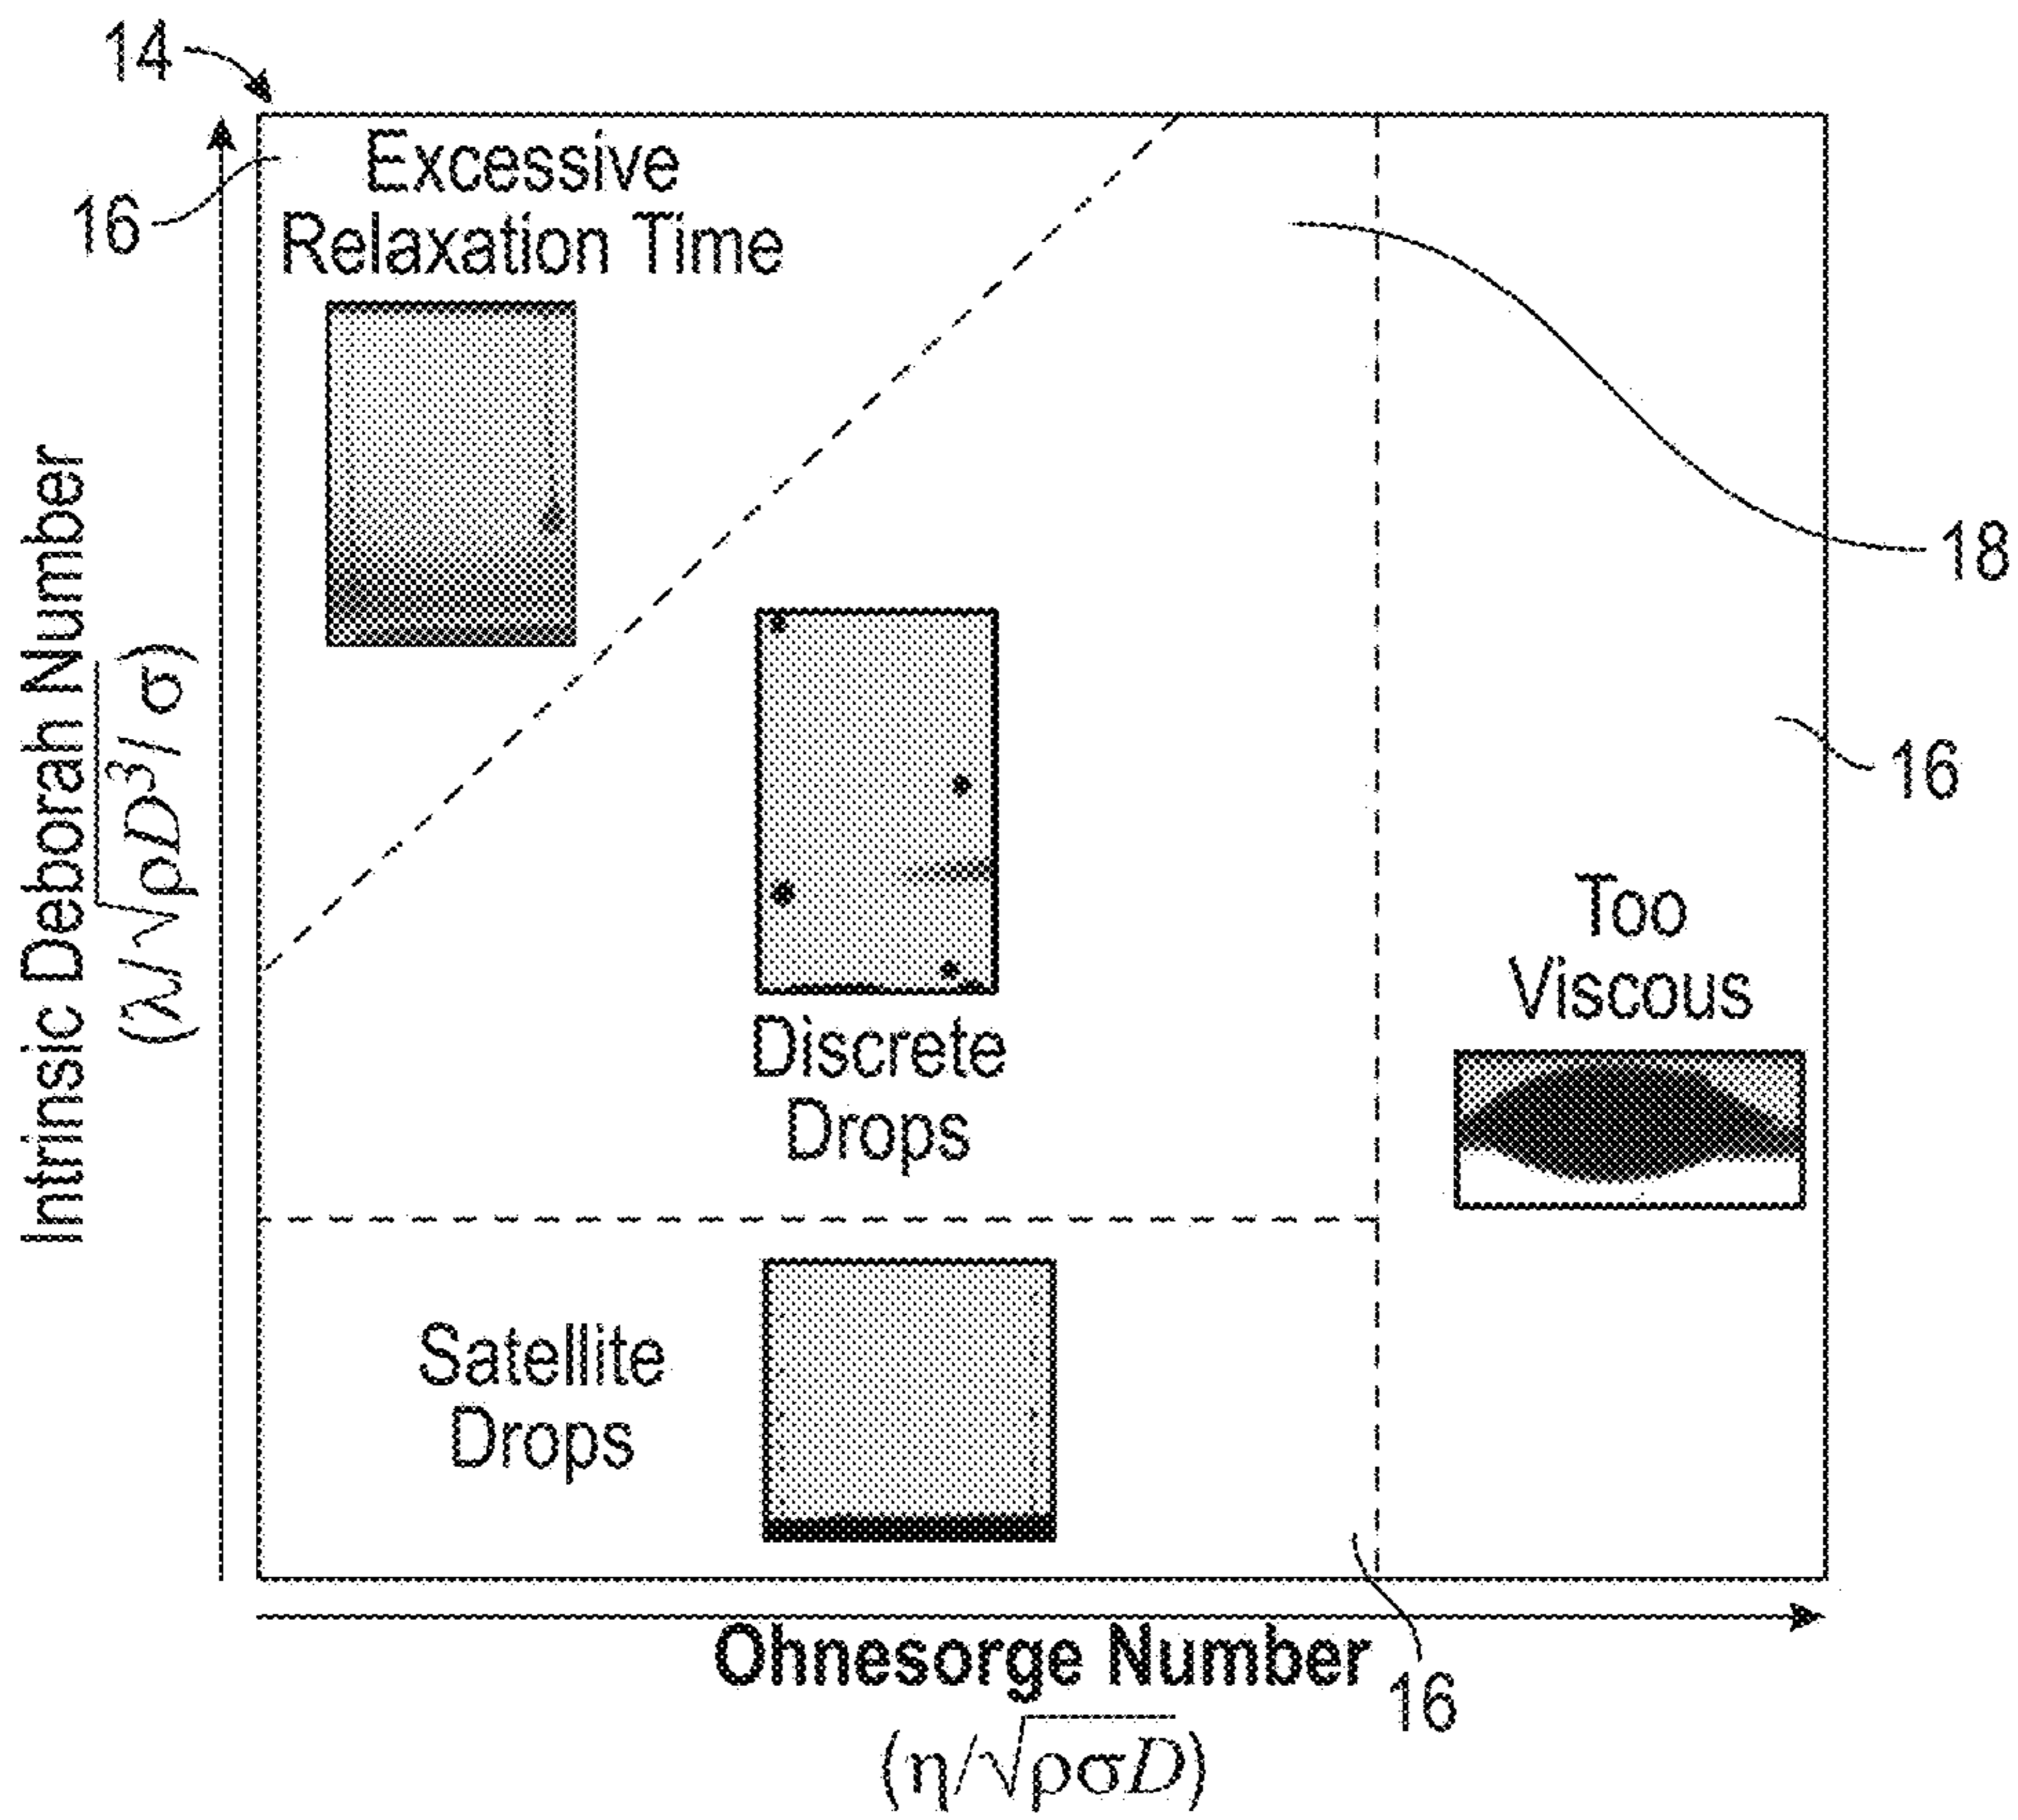 14
16
Excessive
Relaxation Time
18
16
Intrinsic Deborah Number
(λ/√ρD³/ σ)
Discrete
Drops
Too
Viscous
Satellite
Drops
Ohnesorge Number
16
(η/√ρσD)